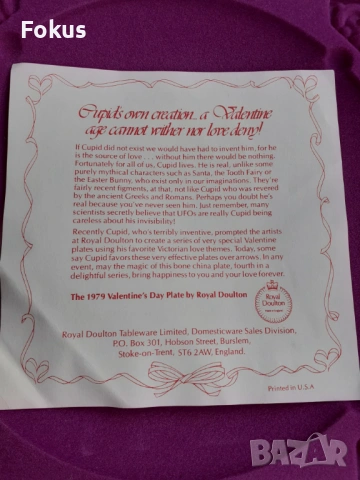 Fokus
Cupid's own creation... a Valentine
age cannot wither nor love deny!
If Cupid did not exist we would have had to invent him, for he
is the source of love . . . without him there would be nothing.
Fortunately for all of us, Cupid lives. He is real, unlike some
purely mythical characters such as Santa, the Tooth Fairy or
the Easter Bunny, who exist only in our imaginations. They're
fairly recent figments, at that, not like Cupid who was revered
by the ancient Greeks and Romans. Perhaps you doubt he's
real because you've never seen him. Just remember, many
scientists secretly believe that UFOs are really Cupid being
careless about his invisibility!
Recently Cupid, who's terribly inventive, prompted the artists
at Royal Doulton to create a series of very special Valentine
plates using his favorite Victorian love themes. Today, some
say Cupid favors these very effective plates over arrows. In any
event, may the magic of this bone china plate, fourth in a
delightful series, bring happiness to you and your love forever.
The 1979 Valentine's Day Plate by Royal Doulton
Royal
Doulton
Royal Doulton Tableware Limited, Domesticware Sales Division,
P.O. Box 301, Hobson Street, Burslem,
Stoke-on-Trent, ST6 2AW, England.
Printed in U.S.A
bazar.bg